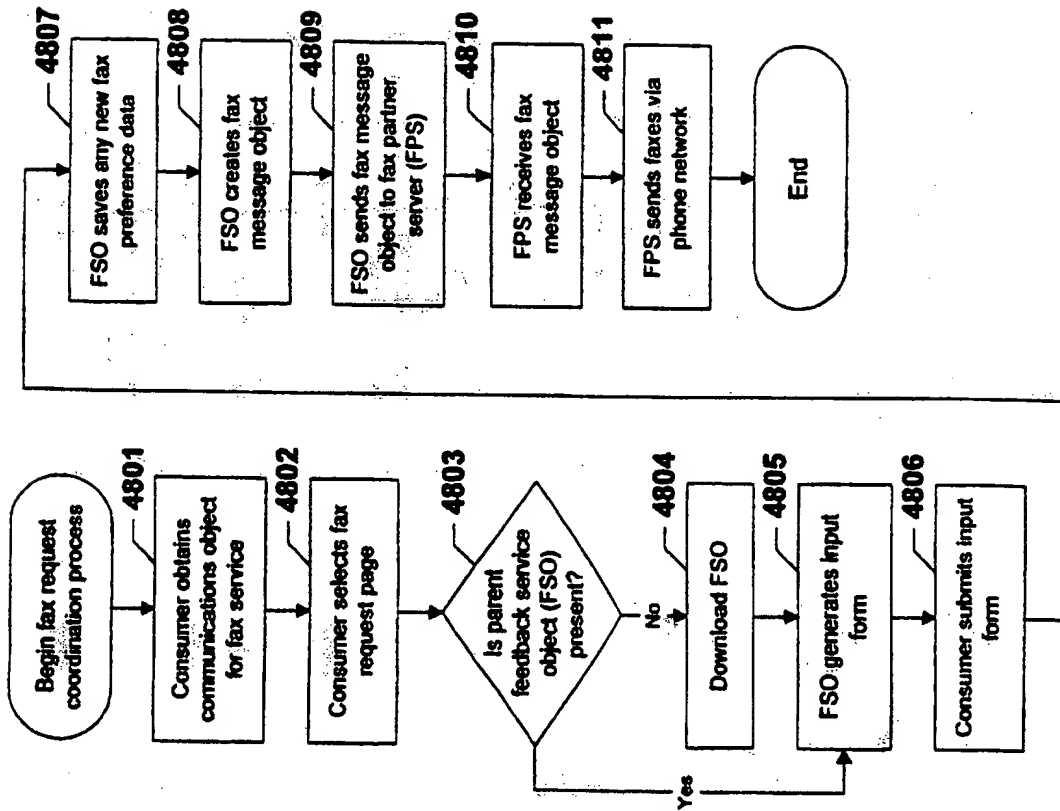 Begin fax request
coordination process
4801
Consumer obtains
communications object
for fax service
4802
Consumer selects fax
request page
4803
Is parent
feedback service
object (FSO)
present?
Yes
No
4804
Download FSO
4805
FSO generates input
form
4806
Consumer submits input
form
4807
FSO saves any new fax
preference data
4808
FSO creates fax
message object
4809
FSO sends fax message
object to fax partner
server (FPS)
4810
FPS receives fax
message object
4811
FPS sends faxes via
phone network
End